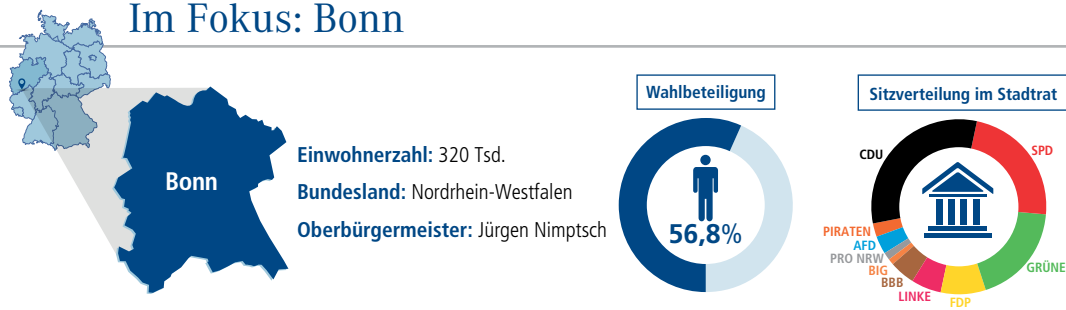 Im Fokus: Bonn
Bonn
Einwohnerzahl: 320 Tsd.
Bundesland: Nordrhein-Westfalen
Oberbürgermeister: Jürgen Nimptsch
Wahlbeteiligung
56,8%
Sitzverteilung im Stadtrat
CDU
SPD
PIRATEN
AFD
PRO NRW
BIG
BBB
LINKE
FDP
GRÜNE